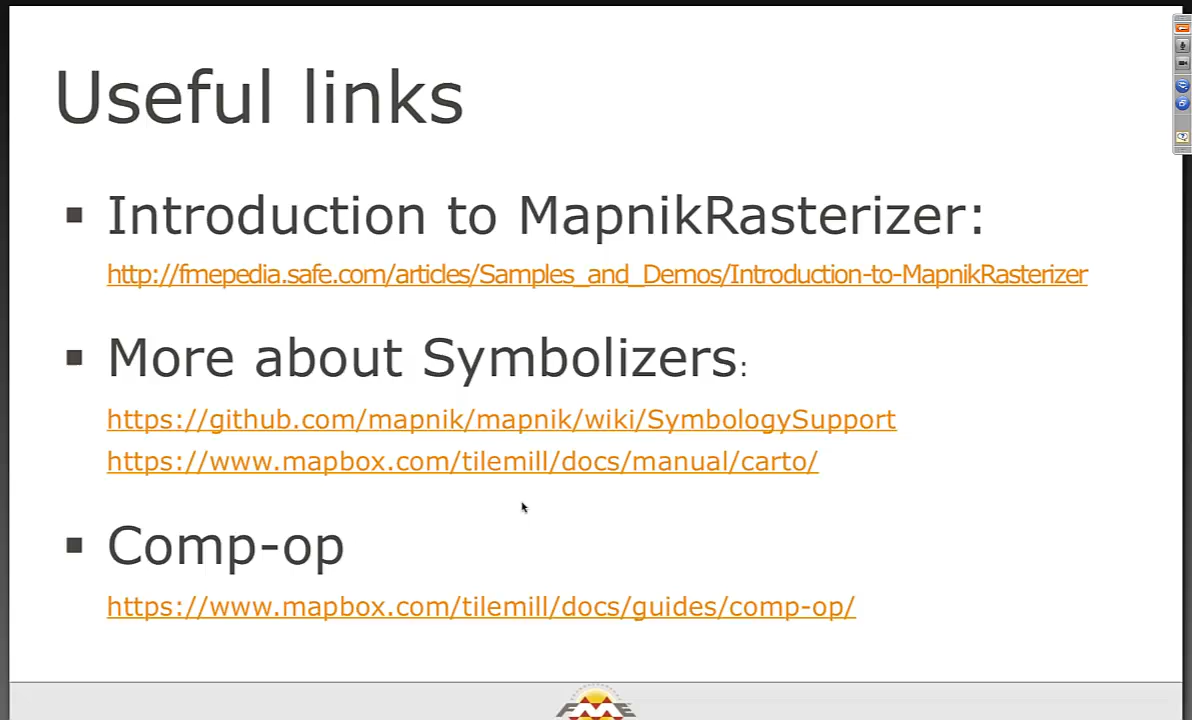 Useful links
▪ Introduction to MapnikRasterizer:
http://fmepedia.safe.com/articles/Samples_and_Demos/Introduction-to-MapnikRasterizer
▪ More about Symbolizers:
https://github.com/mapnik/mapnik/wiki/SymbologySupport
https://www.mapbox.com/tilemill/docs/manual/carto/
▪ Comp-op
https://www.mapbox.com/tilemill/docs/guides/comp-op/
FME